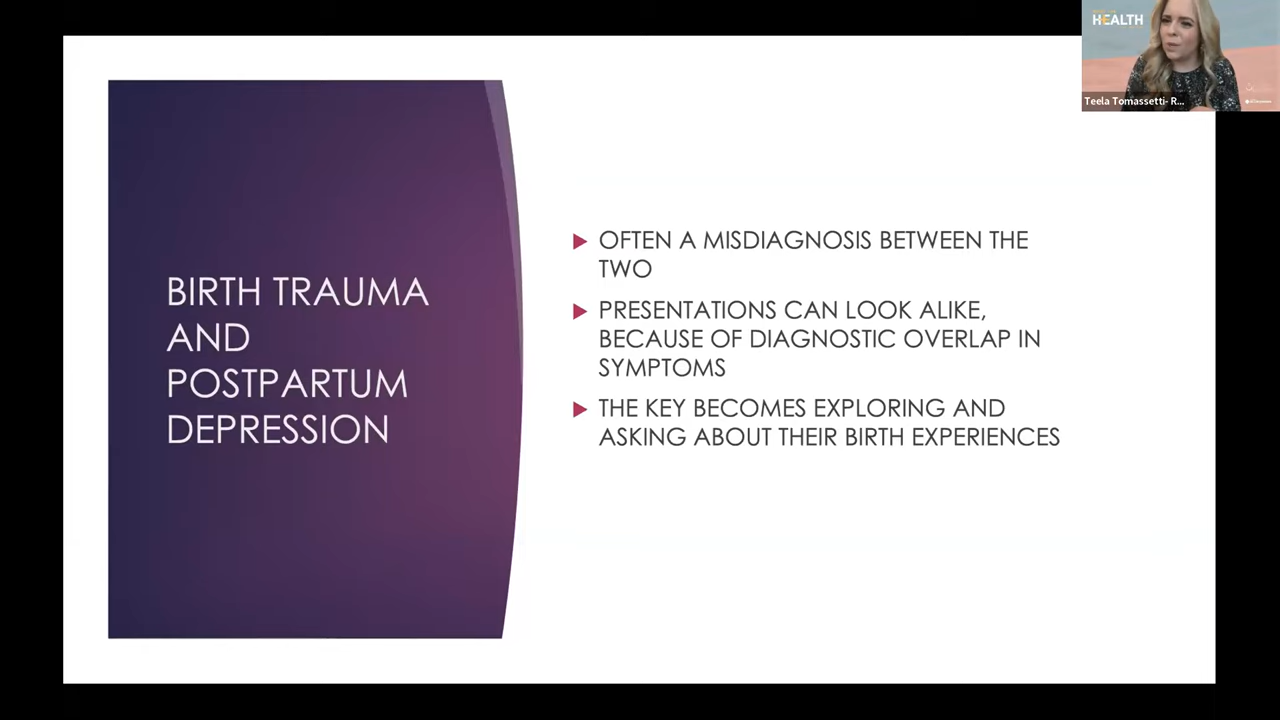 HEALTH
Teela Tomassetti- R...
BIRTH TRAUMA
AND
POSTPARTUM
DEPRESSION
OFTEN A MISDIAGNOSIS BETWEEN THE
TWO
PRESENTATIONS CAN LOOK ALIKE,
BECAUSE OF DIAGNOSTIC OVERLAP IN
SYMPTOMS
THE KEY BECOMES EXPLORING AND
ASKING ABOUT THEIR BIRTH EXPERIENCES